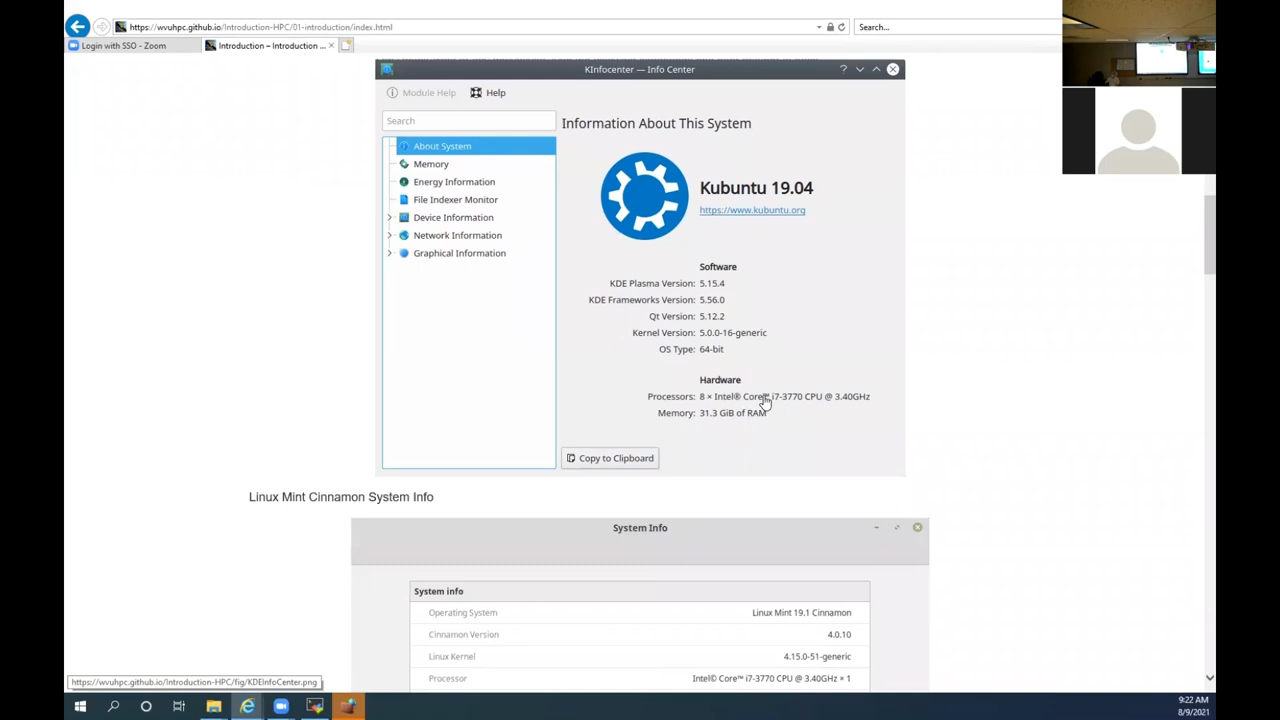 https://wvuhpc.github.io/Introduction-HPC/01-introduction/index.html
Search...
Login with SSO - Zoom
Introduction – Introduction ...
KInfocenter — Info Center
Module Help
Help
Search
About System
Memory
Energy Information
File Indexer Monitor
Device Information
Network Information
Graphical Information
Information About This System
Kubuntu 19.04
https://www.kubuntu.org
Software
KDE Plasma Version: 5.15.4
KDE Frameworks Version: 5.56.0
Qt Version: 5.12.2
Kernel Version: 5.0.0-16-generic
OS Type: 64-bit
Hardware
Processors: 8 × Intel® Core™ i7-3770 CPU @ 3.40GHz
Memory: 31.3 GiB of RAM
Copy to Clipboard
Linux Mint Cinnamon System Info
System Info
System info
Operating System Linux Mint 19.1 Cinnamon
Cinnamon Version 4.0.10
Linux Kernel 4.15.0-51-generic
Processor Intel© Core™ i7-3770 CPU @ 3.40GHz × 1
https://wvuhpc.github.io/Introduction-HPC/fig/KDEInfoCenter.png
9:22 AM
8/9/2021